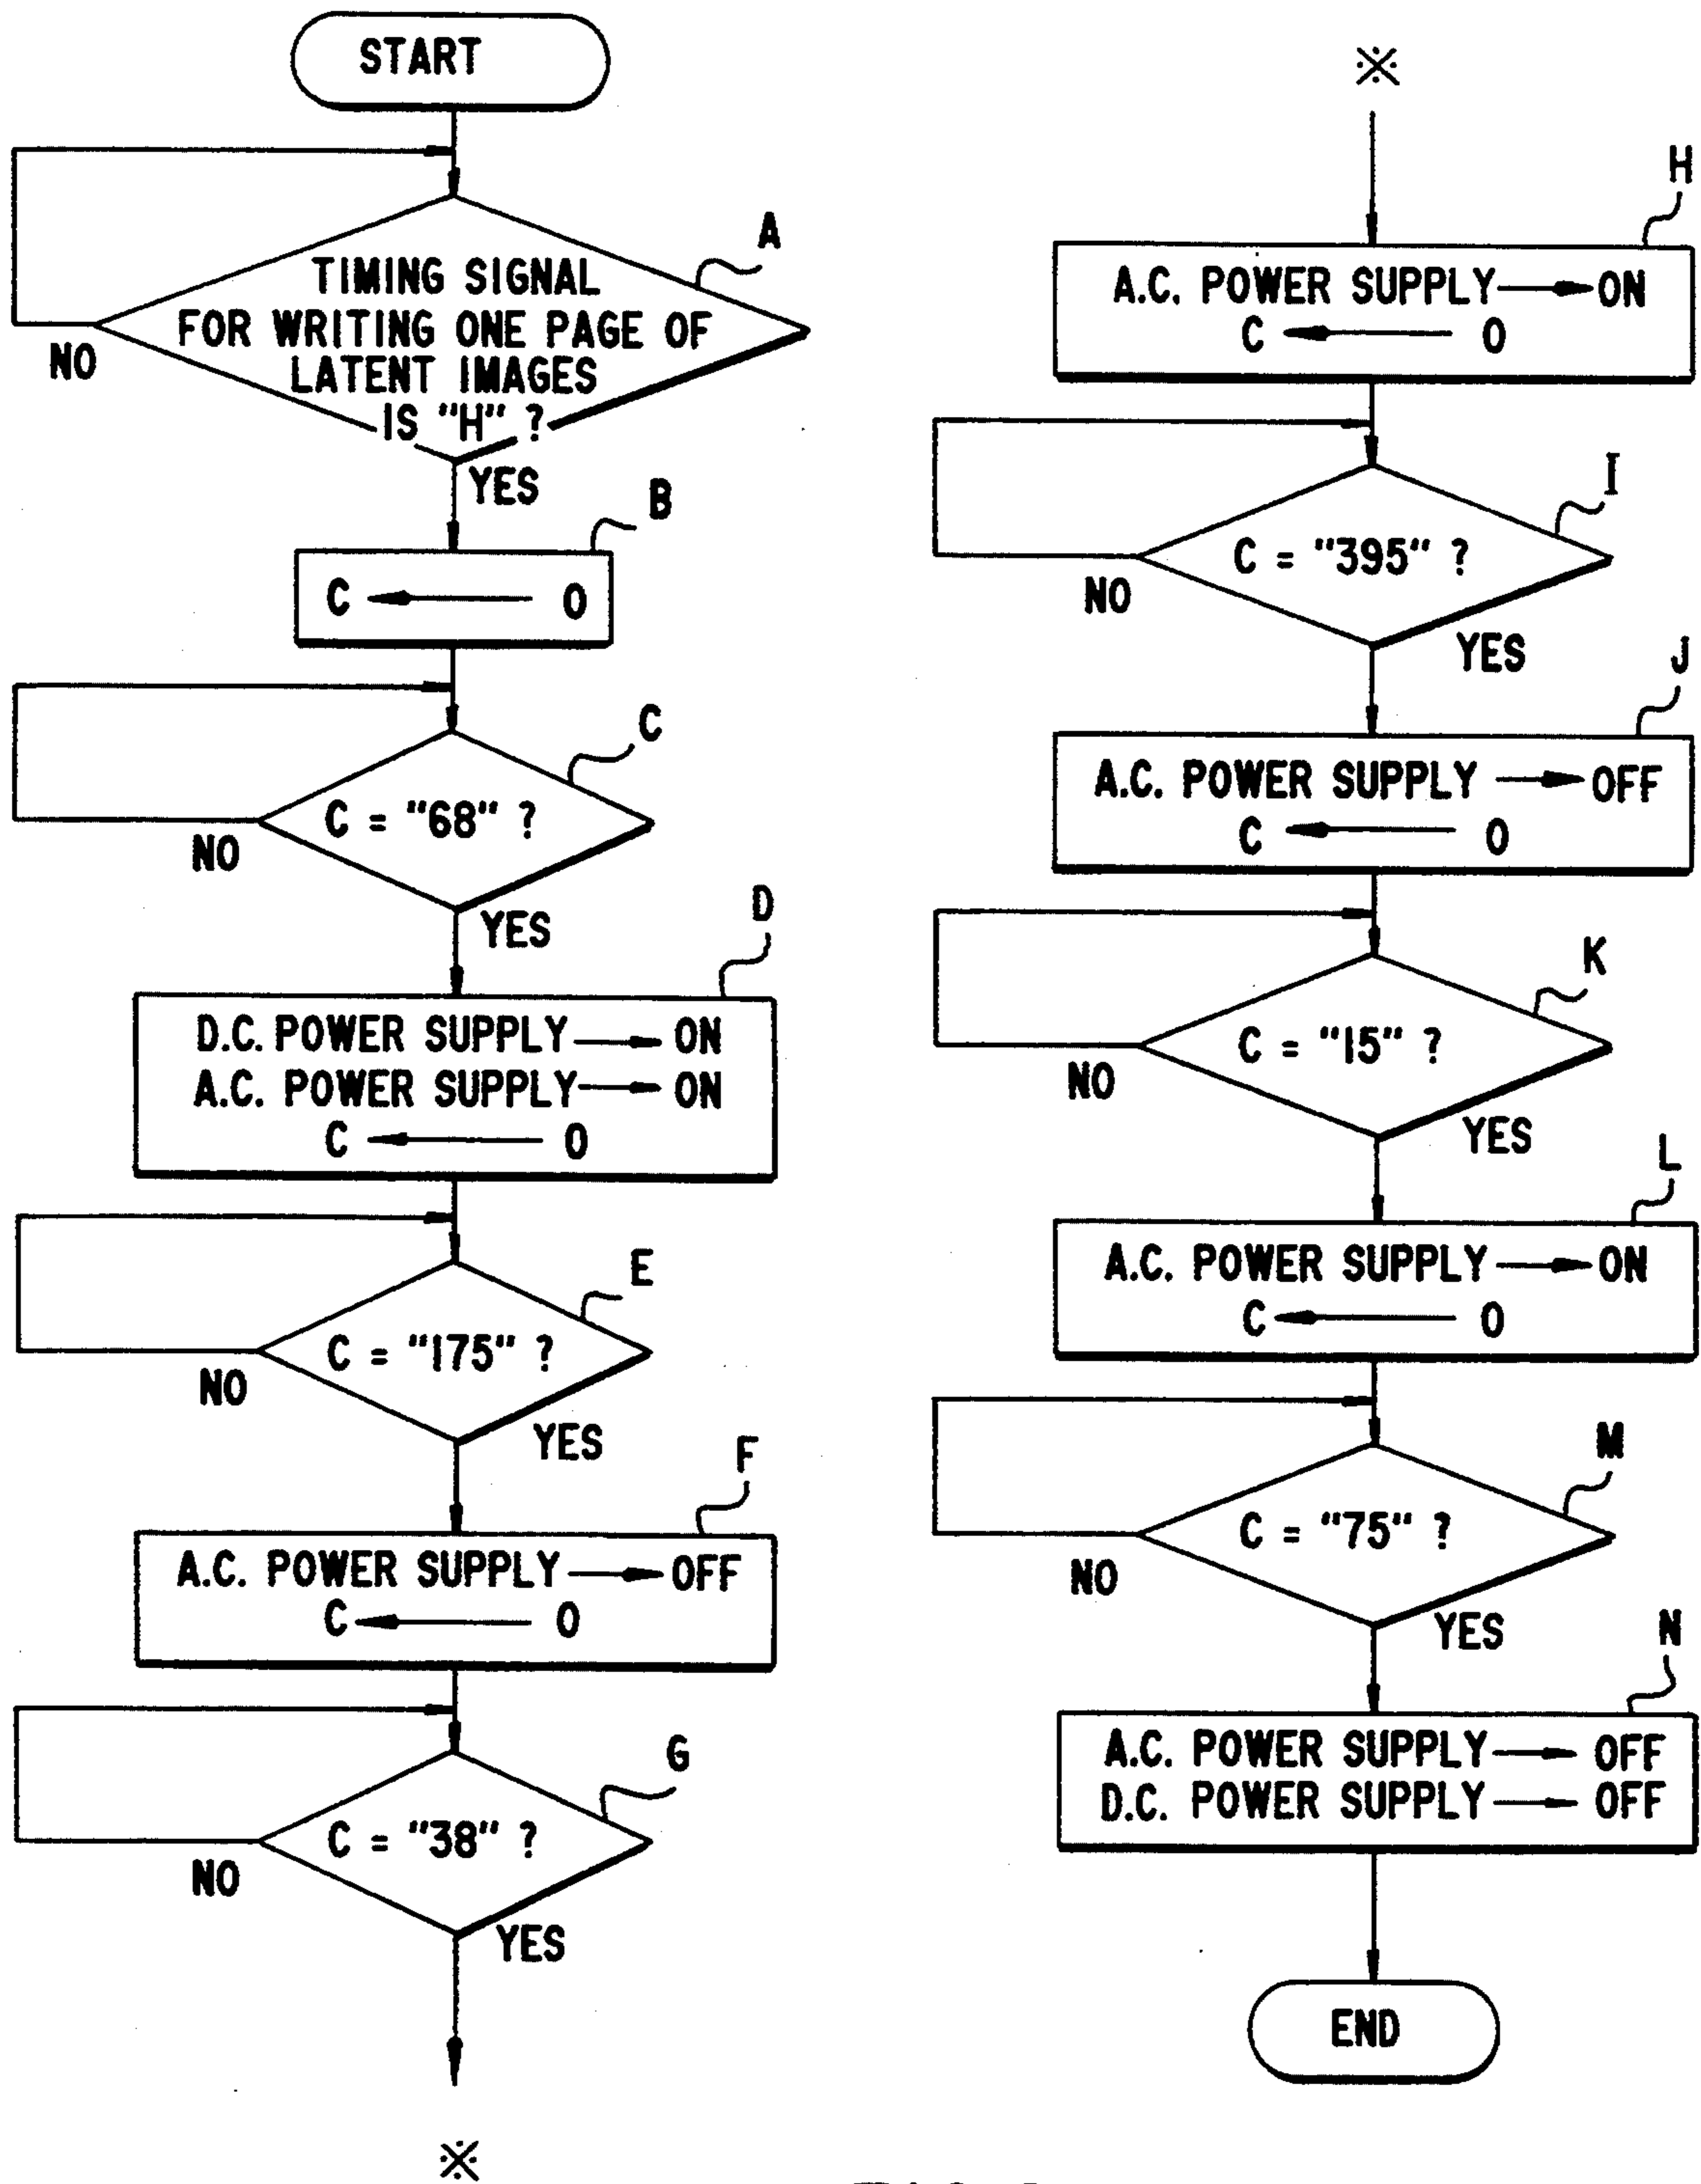 START
A
TIMING SIGNAL
FOR WRITING ONE PAGE OF
LATENT IMAGES
IS "H" ?
NO
YES
B
C ← 0
C
C = "68" ?
NO
YES
D
D.C. POWER SUPPLY → ON
A.C. POWER SUPPLY → ON
C ← 0
E
C = "175" ?
NO
YES
F
A.C. POWER SUPPLY → OFF
C ← 0
G
C = "38" ?
NO
YES
※
※
H
A.C. POWER SUPPLY → ON
C ← 0
I
C = "395" ?
NO
YES
J
A.C. POWER SUPPLY → OFF
C ← 0
K
C = "15" ?
NO
YES
L
A.C. POWER SUPPLY → ON
C ← 0
M
C = "75" ?
NO
YES
N
A.C. POWER SUPPLY → OFF
D.C. POWER SUPPLY → OFF
END